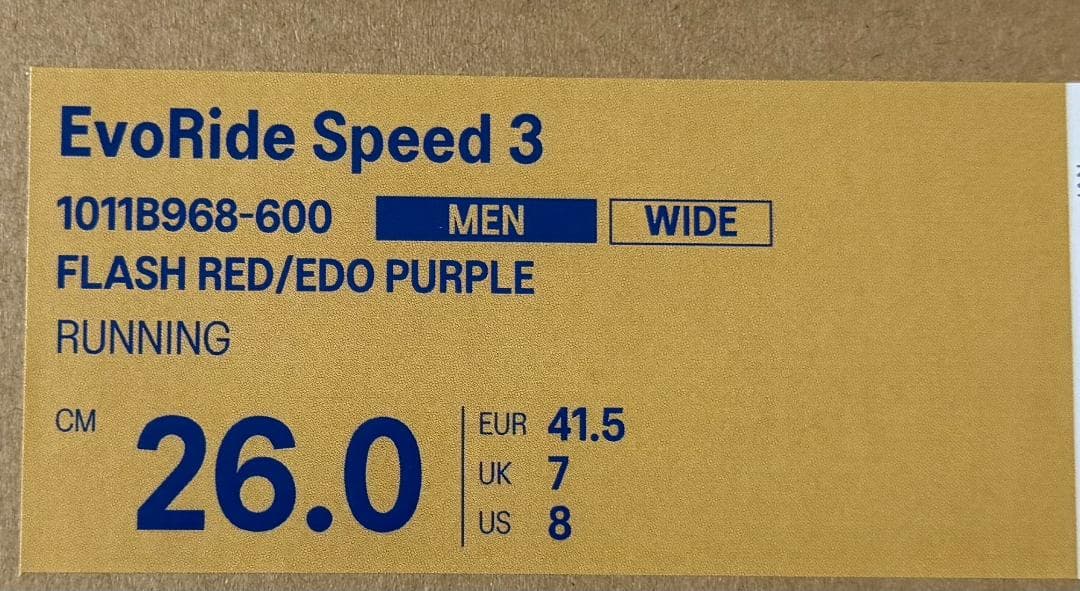 EvoRide Speed 3
1011B968-600 MEN WIDE
FLASH RED/EDO PURPLE
RUNNING
CM 26.0
EUR 41.5
UK 7
US 8